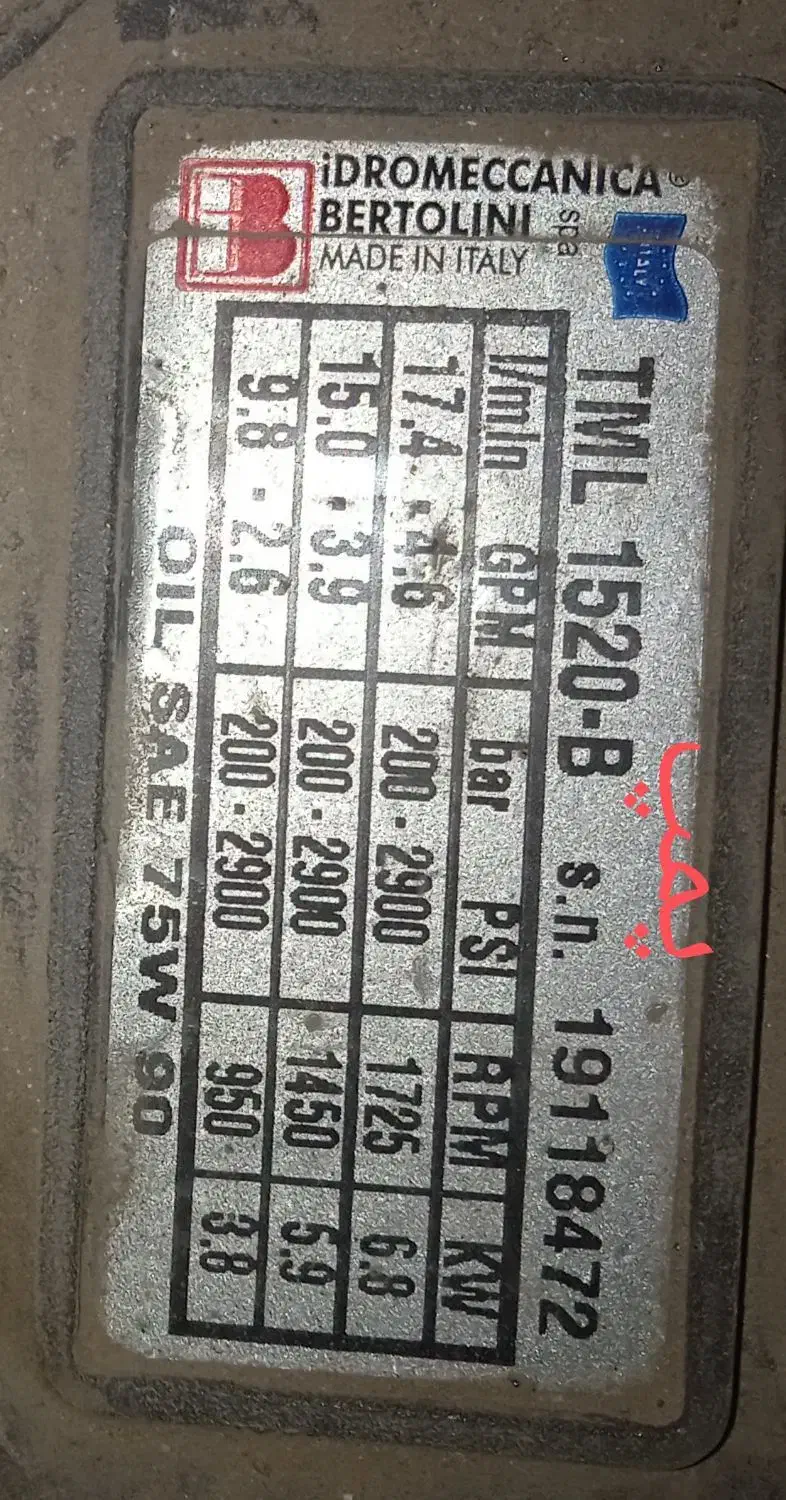 iDROMECCANICA®
BERTOLINI spa
MADE IN ITALY
B
ITALY
پمپ
TML 1520-B s.n. 19118472
l/min GPM bar PSI RPM KW
17.4 - 4.6 200 - 2900 1725 6.8
15.0 - 3.9 200 - 2900 1450 5.9
9.8 - 2.6 200 - 2900 950 3.8
OIL SAE 75W 90